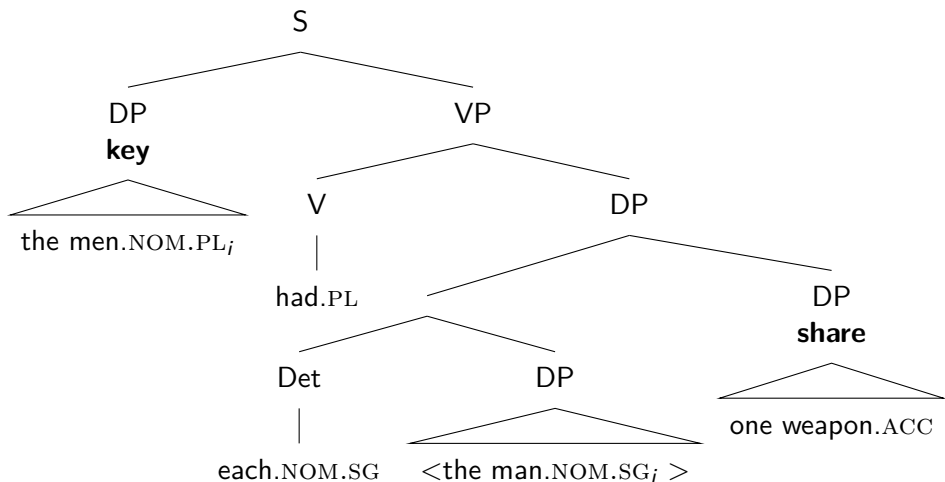 S
DP VP
key
V DP
the men.NOM.PLi
had.PL DP
share
Det DP
one weapon.ACC
each.NOM.SG <the man.NOM.SGi >